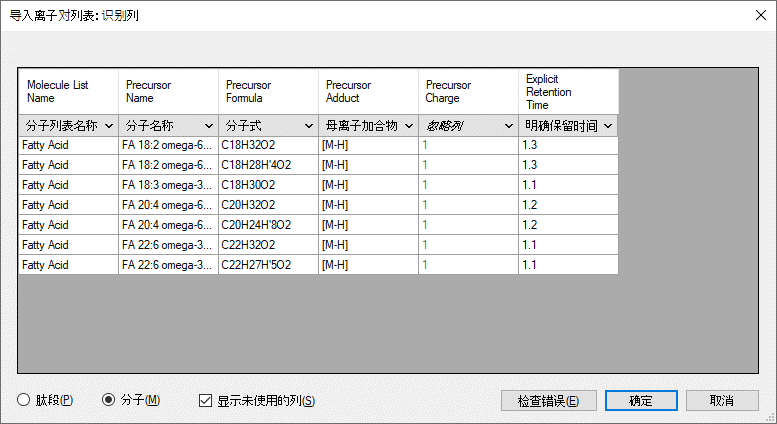 导入离子对列表: 识别列
Molecule List Name Precursor Name Precursor Formula Precursor Adduct Precursor Charge Explicit Retention Time
分子列表名称 分子名称 分子式 母离子加合物 忽略列 明确保留时间
Fatty Acid FA 18:2 omega-6... C18H32O2 [M-H] 1 1.3
Fatty Acid FA 18:2 omega-6... C18H28H'4O2 [M-H] 1 1.3
Fatty Acid FA 18:3 omega-3... C18H30O2 [M-H] 1 1.1
Fatty Acid FA 20:4 omega-6... C20H32O2 [M-H] 1 1.2
Fatty Acid FA 20:4 omega-6... C20H24H'8O2 [M-H] 1 1.2
Fatty Acid FA 22:6 omega-3... C22H32O2 [M-H] 1 1.1
Fatty Acid FA 22:6 omega-3... C22H27H'5O2 [M-H] 1 1.1
肽段(P) 分子(M) 显示未使用的列(S) 检查错误(E) 确定 取消